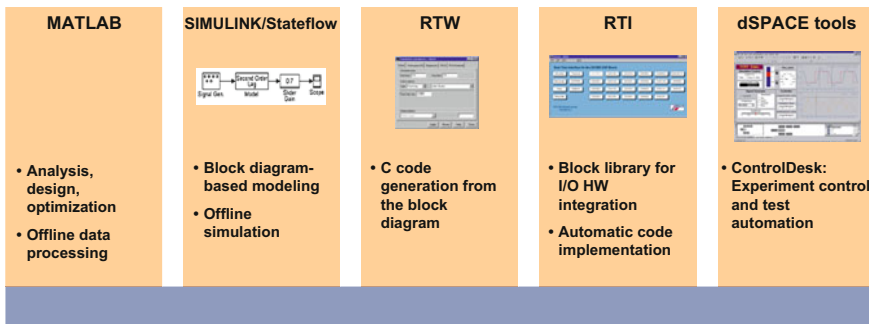 MATLAB
• Analysis,
design,
optimization
• Offline data
processing
SIMULINK/Stateflow
Signal Gen.
Second Order
Lag
Model
0.7
Slider
Gain
Scope
• Block diagram-
based modeling
• Offline
simulation
RTW
• C code
generation from
the block
diagram
RTI
• Block library for
I/O HW
integration
• Automatic code
implementation
dSPACE tools
• ControlDesk:
Experiment control
and test
automation